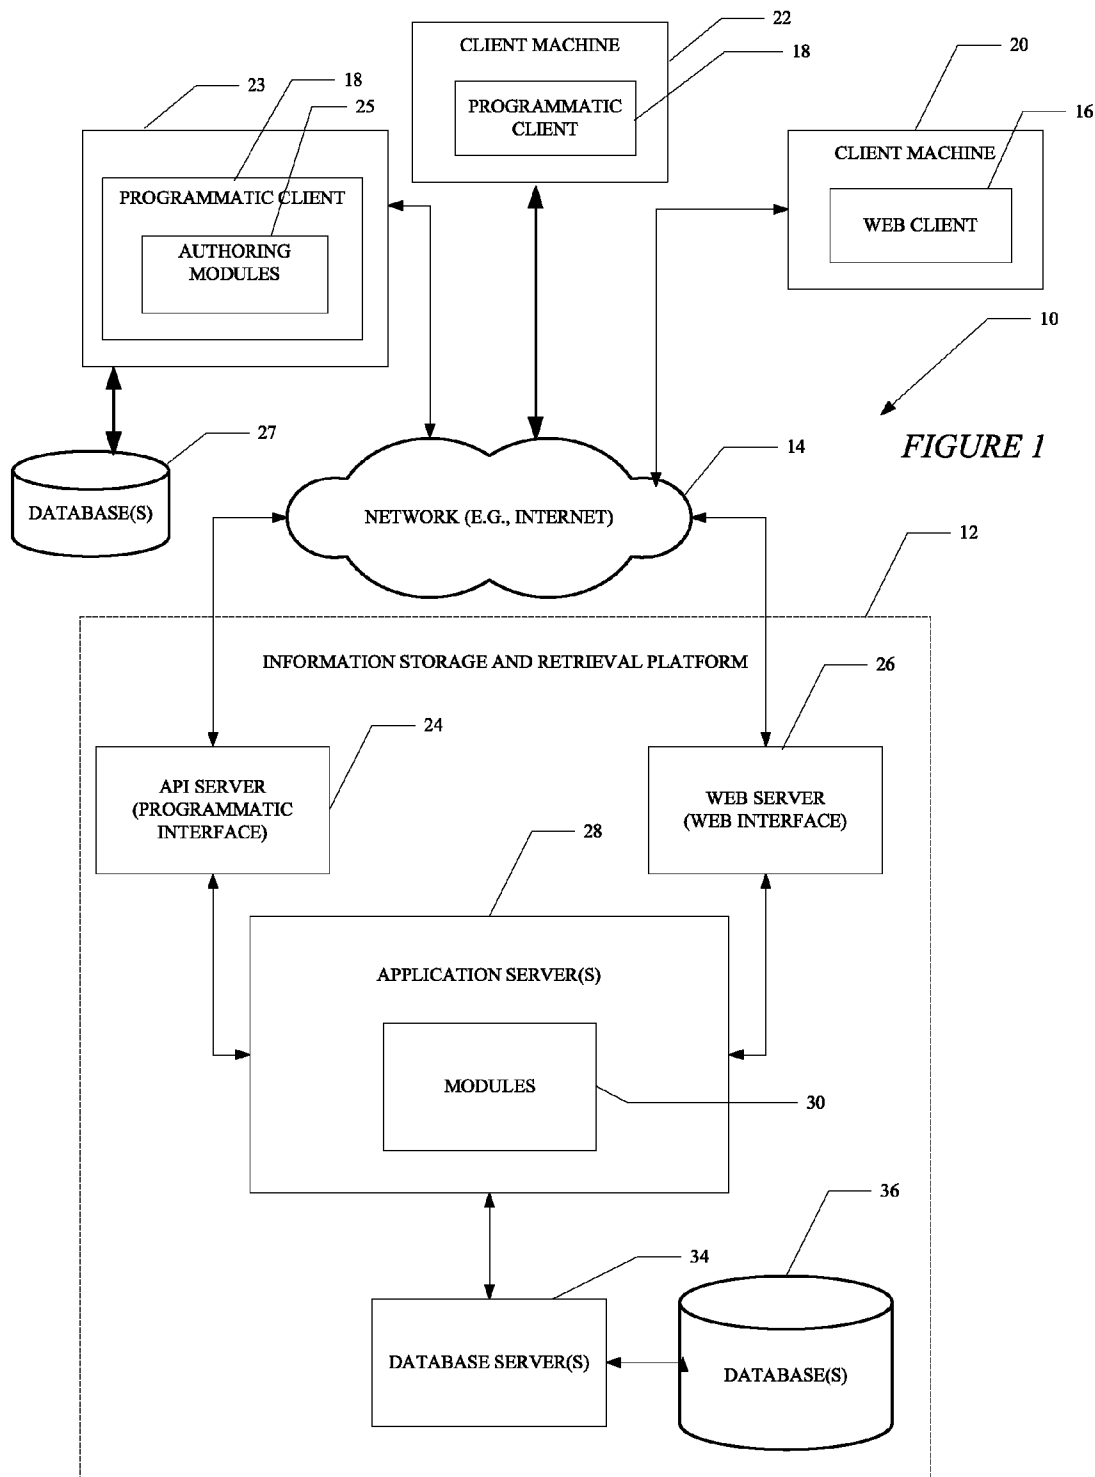 22
CLIENT MACHINE
18
PROGRAMMATIC
CLIENT
20
16
CLIENT MACHINE
WEB CLIENT
18
23
25
PROGRAMMATIC CLIENT
AUTHORING
MODULES
10
FIGURE 1
27
DATABASE(S)
14
NETWORK (E.G., INTERNET)
12
INFORMATION STORAGE AND RETRIEVAL PLATFORM
24
26
API SERVER
(PROGRAMMATIC
INTERFACE)
WEB SERVER
(WEB INTERFACE)
28
APPLICATION SERVER(S)
MODULES
30
34
36
DATABASE SERVER(S)
DATABASE(S)